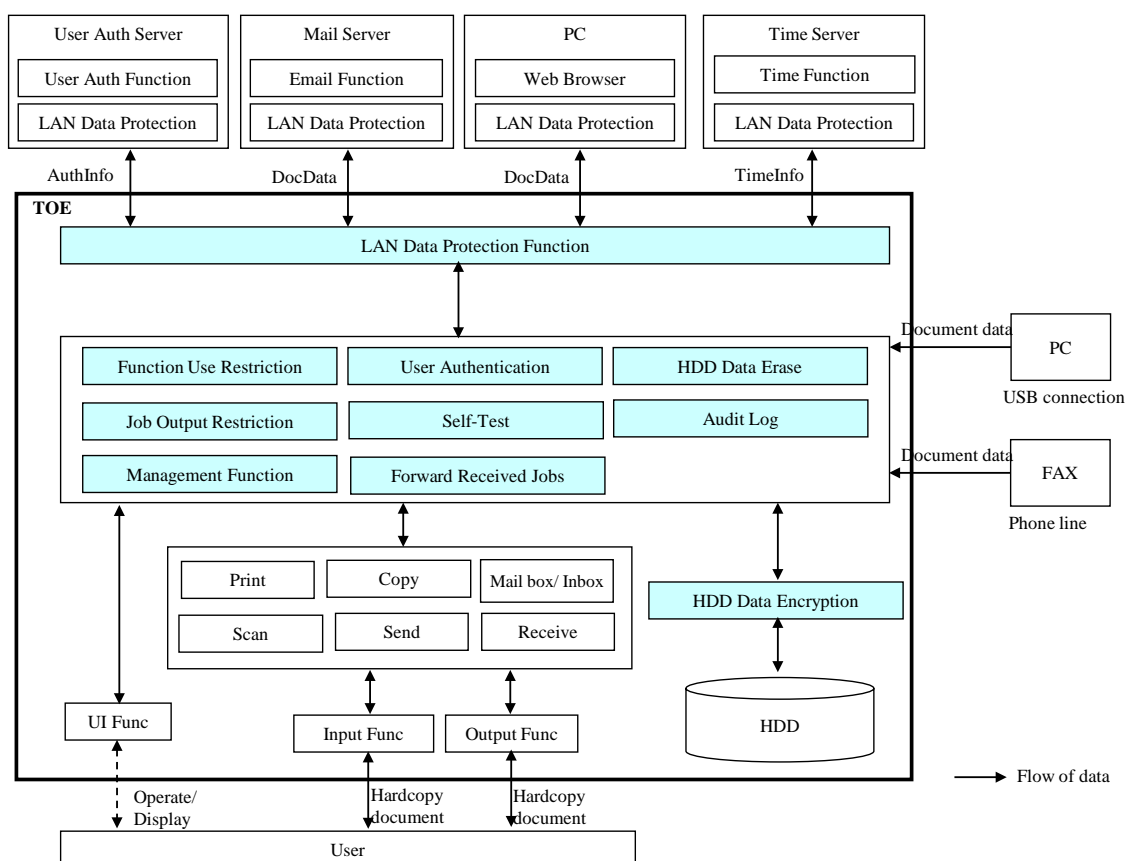 User Auth Server
Mail Server
PC
Time Server
User Auth Function
Email Function
Web Browser
Time Function
LAN Data Protection
LAN Data Protection
LAN Data Protection
LAN Data Protection
AuthInfo
DocData
DocData
TimeInfo
TOE
LAN Data Protection Function
Document data
PC
USB connection
Function Use Restriction
User Authentication
HDD Data Erase
Job Output Restriction
Self-Test
Audit Log
Management Function
Forward Received Jobs
Document data
FAX
Phone line
Print
Copy
Mail box/ Inbox
Scan
Send
Receive
HDD Data Encryption
HDD
UI Func
Input Func
Output Func
Flow of data
Operate/
Display
Hardcopy
document
Hardcopy
document
User